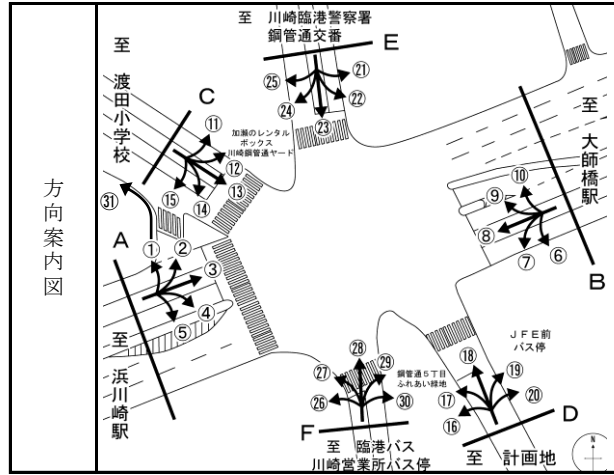 方向案内図
至 川崎臨港警察署
鋼管通交番
E
至 渡田小学校
C
加瀬のレンタル
ボックス
川崎鋼管通ヤード
㉑
㉒
㉓
㉔
㉕
⑪
⑫
⑬
⑭
⑮
㉛
A
①
②
③
④
⑤
至 浜川崎駅
至 大師橋駅
⑩
⑨
⑧
⑦
⑥
B
JFE前
バス停
鋼管通5丁目
ふれあい緑地
㉘
㉗
㉙
㉖
㉚
F
至 臨港バス
川崎営業所バス停
⑱
⑲
⑰
⑳
⑯
D
至 計画地
N